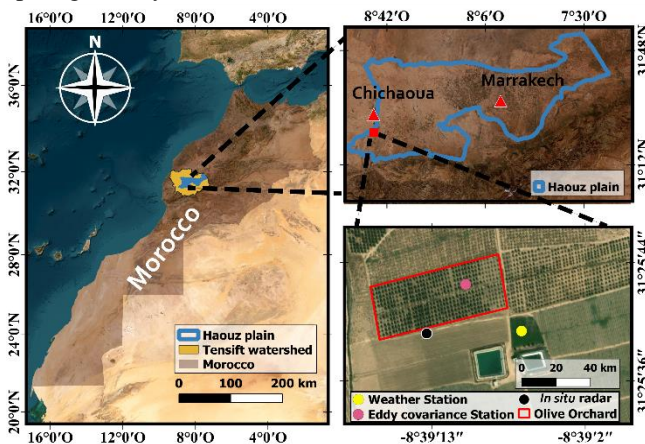 16°0′O 12°0′O 8°0′O 4°0′O
N
36°0′N
32°0′N
28°0′N
24°0′N
20°0′N
Morocco
Haouz plain
Tensift watershed
Morocco
0 100 200 km
16°0′O 12°0′O 8°0′O 4°0′O
8°42′ 8°6′ 7°30′
31°48′N
31°12′N
Chichaoua
Marrakech
Haouz plain
31°25′44″
31°25′36″
0 20 40 km
Weather Station
In situ radar
Eddy covariance Station
Olive Orchard
-8°39′13″ -8°39′2″